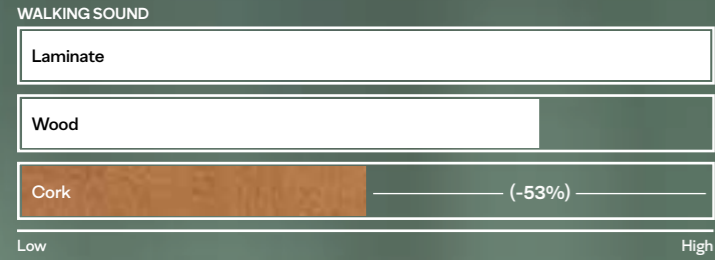 WALKING SOUND
Laminate
Wood
Cork
(-53%)
Low
High